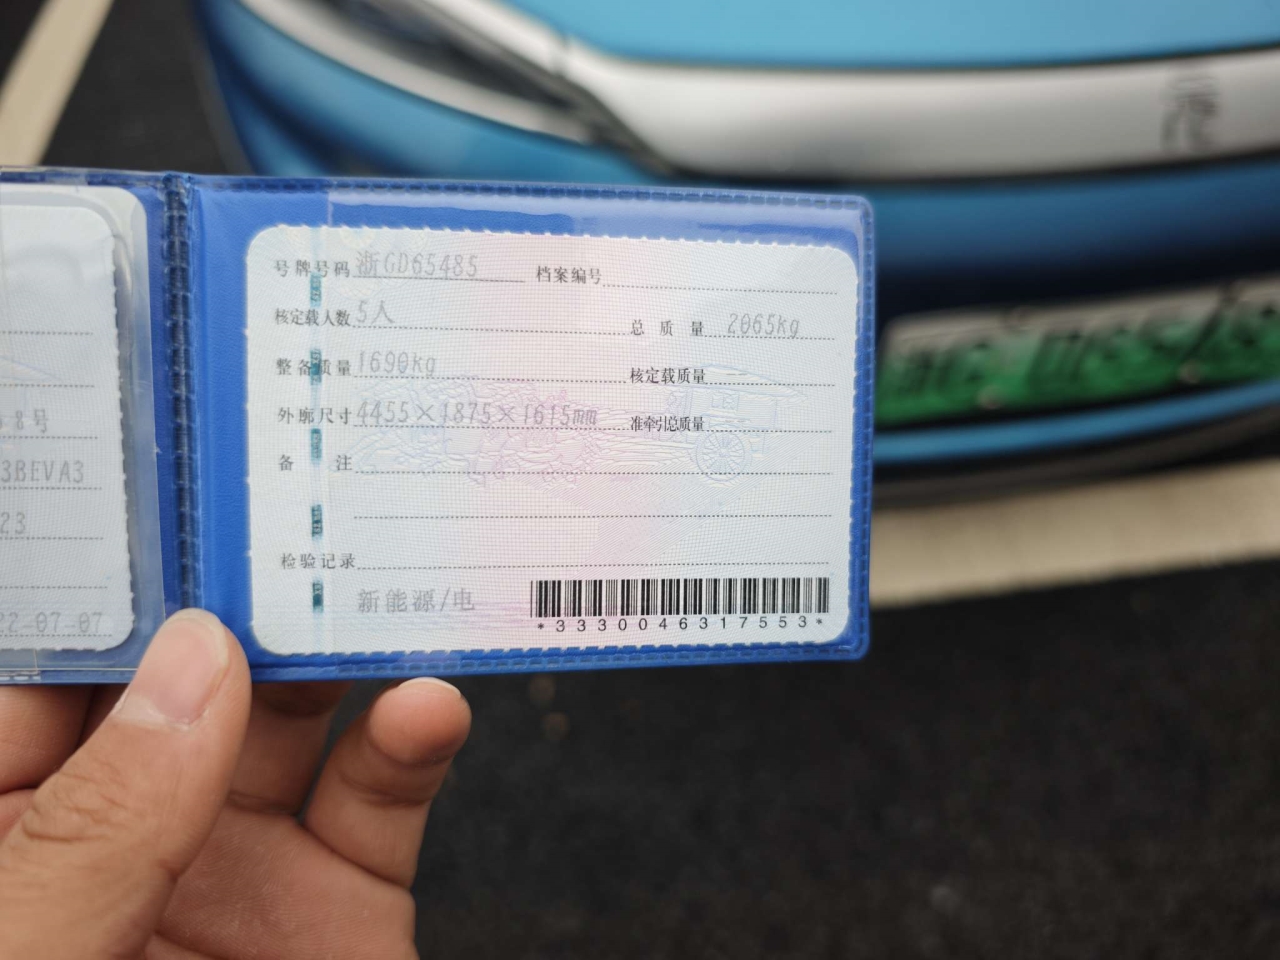 号牌号码 浙GD65485 档案编号
核定载人数 5人 总质量 2065kg
整备质量 1690kg 核定载质量
外廓尺寸 4455×1875×1615mm 准牵引总质量
备注
检验记录
新能源/电
*3330046317553*
8号
3BEVA3
23
22-07-07
元